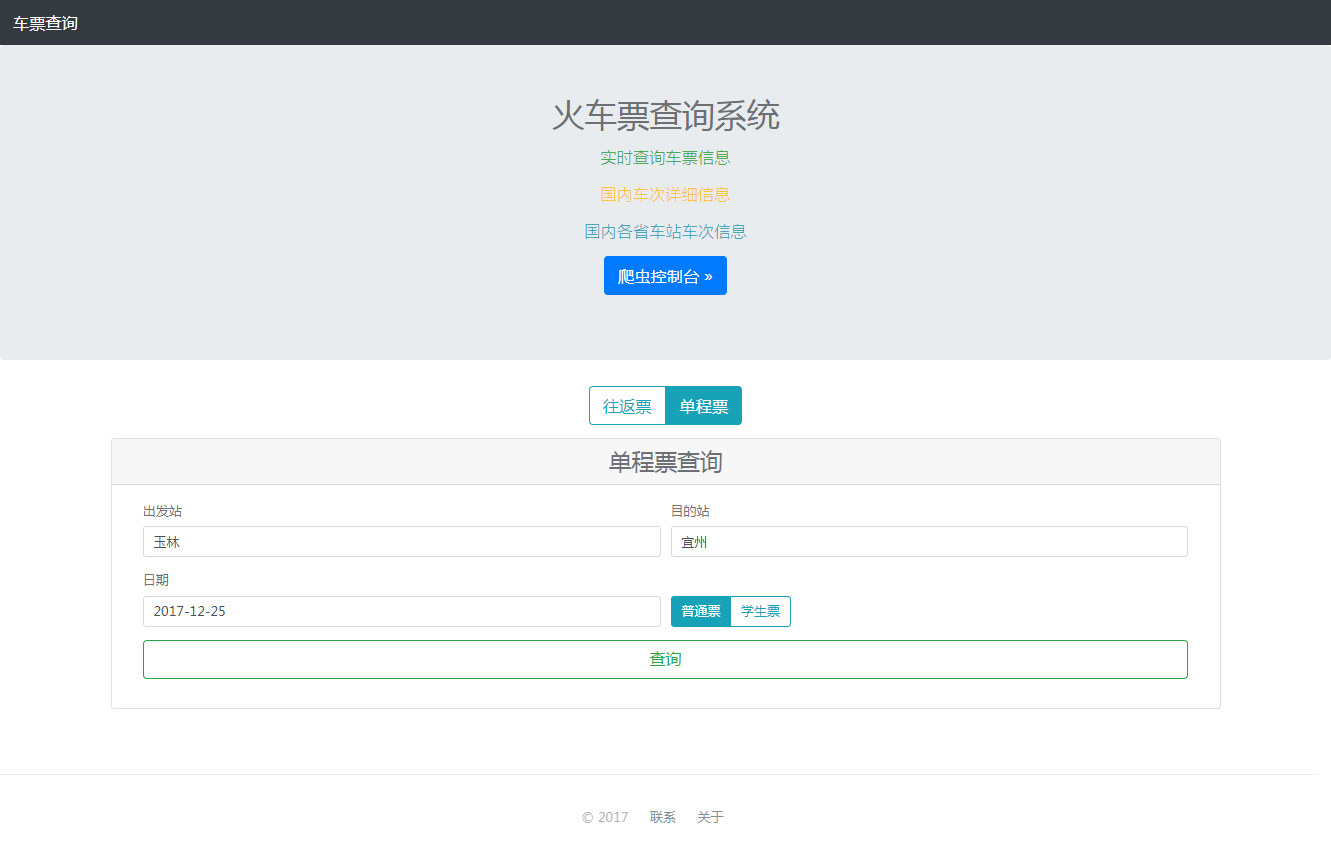 车票查询
火车票查询系统
实时查询车票信息
国内车次详细信息
国内各省车站车次信息
爬虫控制台 »
往返票 单程票
单程票查询
出发站 目的站
玉林 宜州
日期
2017-12-25 普通票 学生票
查询
© 2017 联系 关于